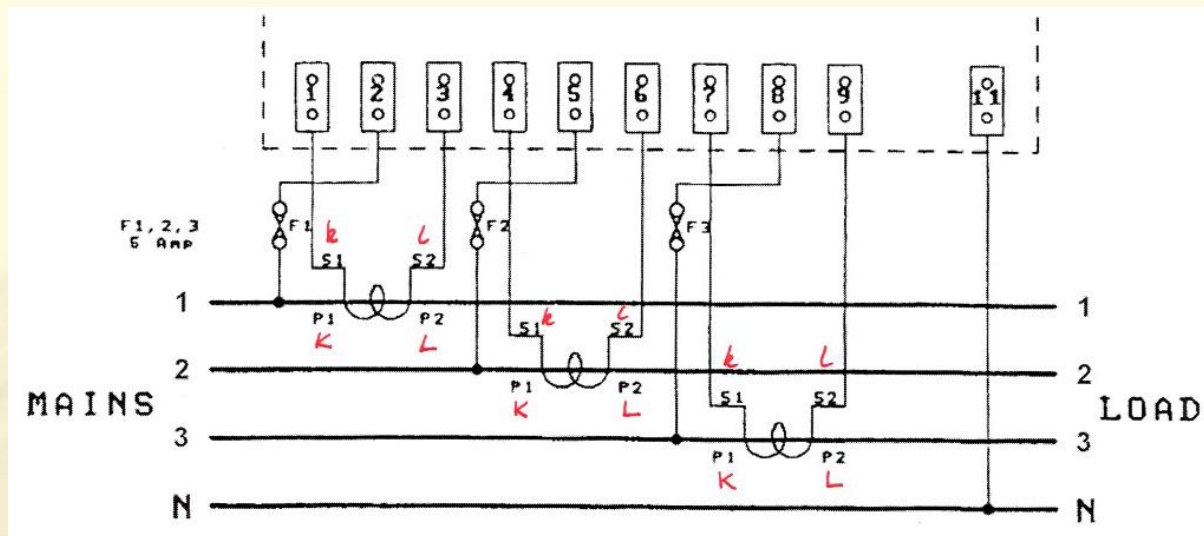 1 2 3 4 5 6 7 8 9 11
F1,2,3 F1 F2 F3
5 Amp
k l
S1 S2
1 1
P1 P2 k l
K L S1 S2 k l
2 2
P1 P2
MAINS K L S1 S2 LOAD
3 3
P1 P2
K L
N N